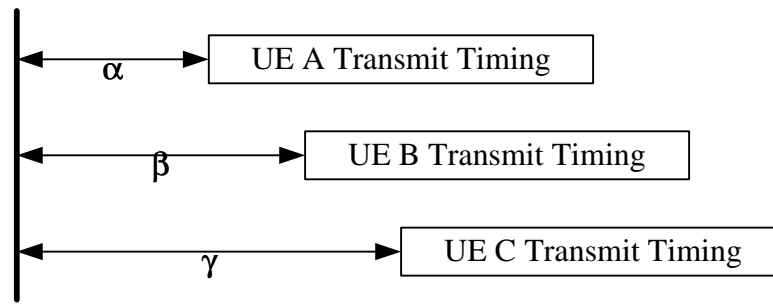 UE A Transmit Timing
α
UE B Transmit Timing
β
UE C Transmit Timing
γ